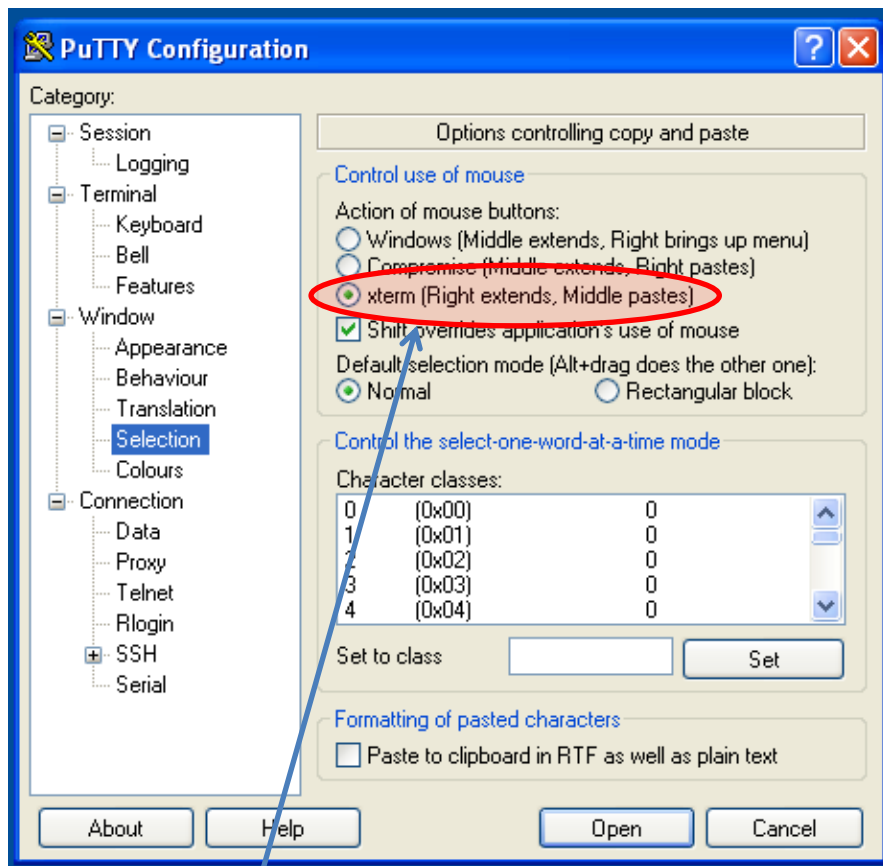 PuTTY Configuration
Category:
Session
Logging
Terminal
Keyboard
Bell
Features
Window
Appearance
Behaviour
Translation
Selection
Colours
Connection
Data
Proxy
Telnet
Rlogin
SSH
Serial
Options controlling copy and paste
Control use of mouse
Action of mouse buttons:
Windows (Middle extends, Right brings up menu)
Compromise (Middle extends, Right pastes)
xterm (Right extends, Middle pastes)
Shift overrides application's use of mouse
Default selection mode (Alt+drag does the other one):
Normal Rectangular block
Control the select-one-word-at-a-time mode
Character classes:
0 (0x00) 0
1 (0x01) 0
2 (0x02) 0
3 (0x03) 0
4 (0x04) 0
Set to class Set
Formatting of pasted characters
Paste to clipboard in RTF as well as plain text
About Help Open Cancel